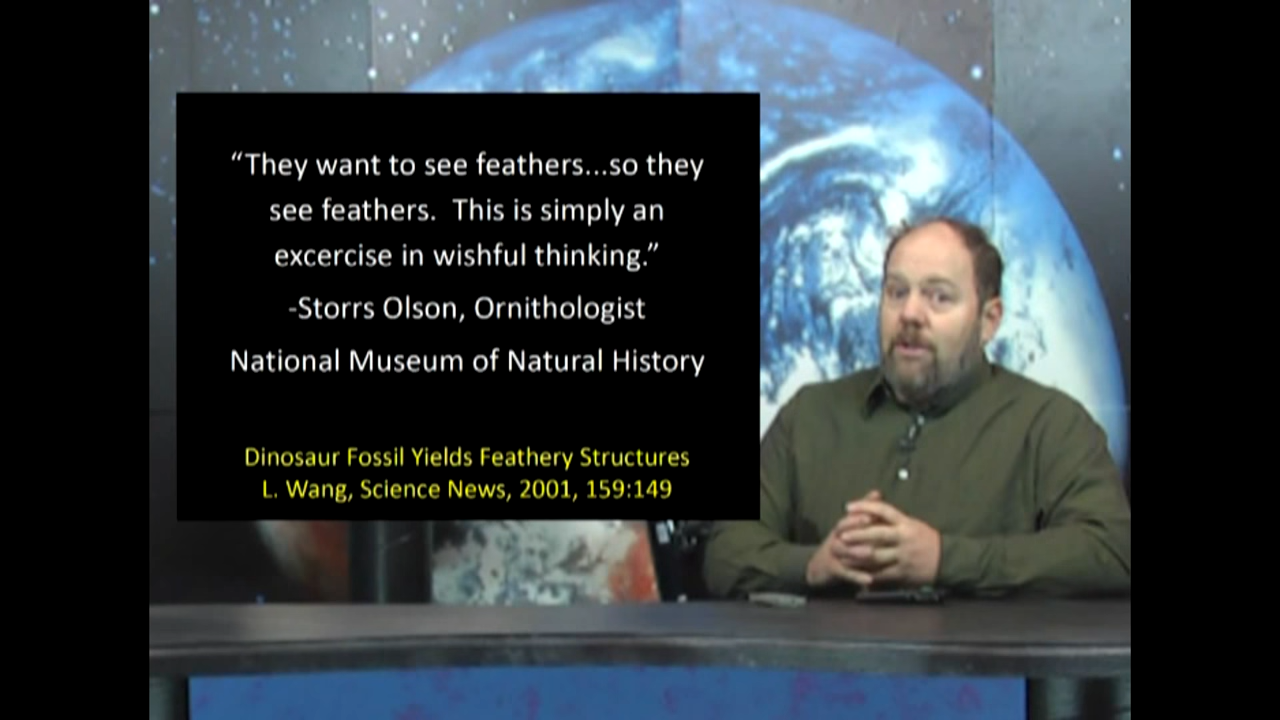 “They want to see feathers...so they
see feathers.  This is simply an
excercise in wishful thinking.”
-Storrs Olson, Ornithologist
National Museum of Natural History
Dinosaur Fossil Yields Feathery Structures
L. Wang, Science News, 2001, 159:149